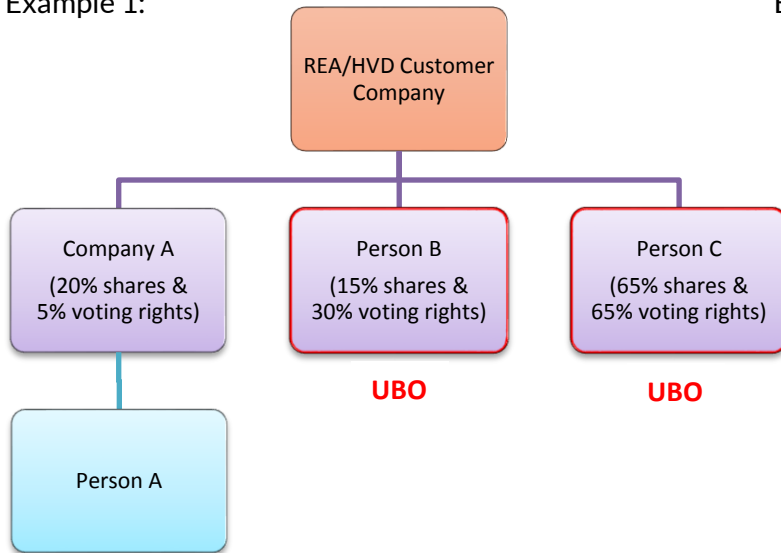 Example 1:
E
REA/HVD Customer
Company
Company A
(20% shares &
5% voting rights)
Person B
(15% shares &
30% voting rights)
Person C
(65% shares &
65% voting rights)
UBO
UBO
Person A